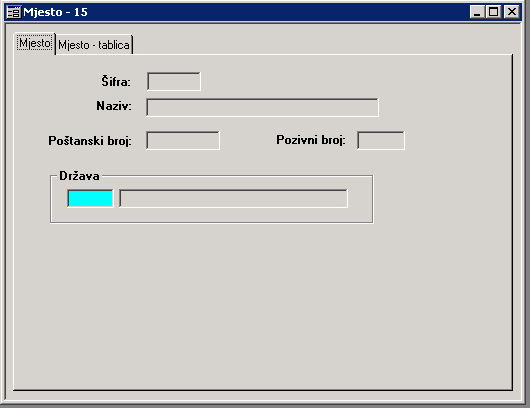 Mjesto - 15
Mjesto Mjesto - tablica
Šifra:
Naziv:
Poštanski broj: Pozivni broj:
Država